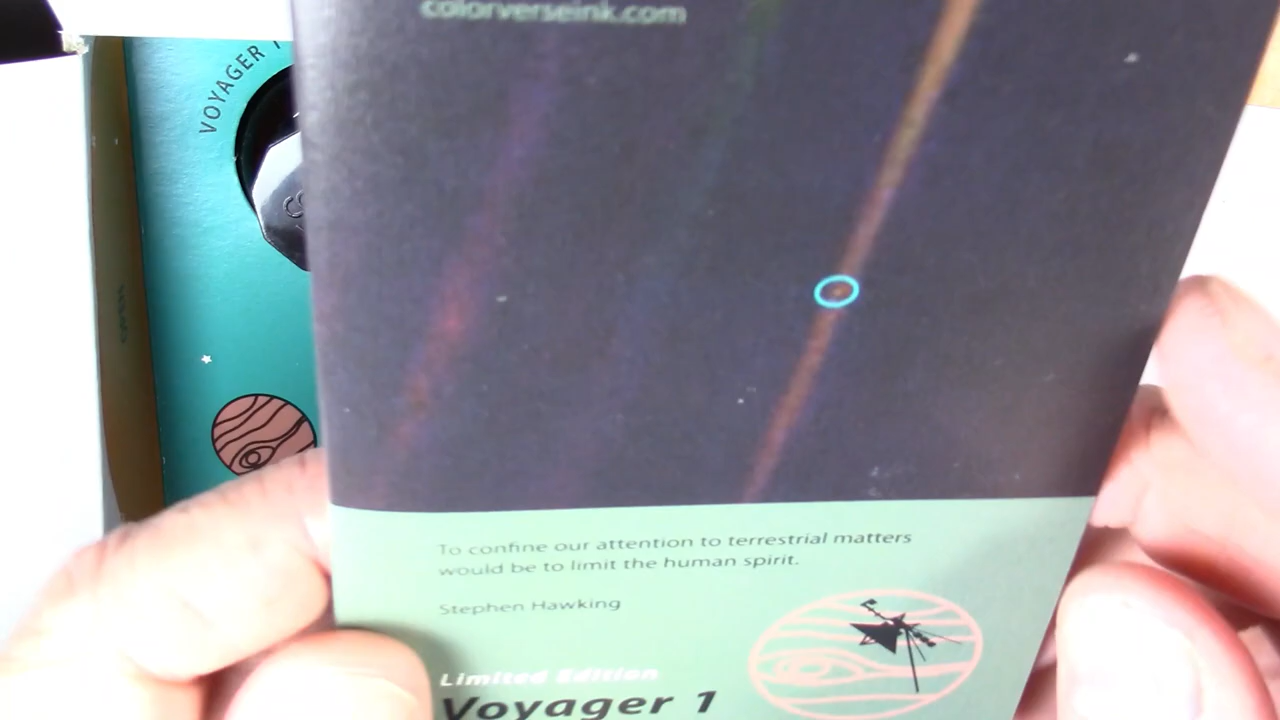 colorverseink.com
VOYAGER
To confine our attention to terrestrial matters
would be to limit the human spirit.
Stephen Hawking
Limited Edition
Voyager 1